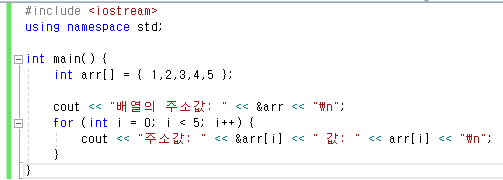 #include <iostream>
using namespace std;
int main() {
int arr[] = { 1,2,3,4,5 };
cout << "배열의 주소값: " << &arr << "₩n";
for (int i = 0; i < 5; i++) {
cout << "주소값: " << &arr[i] << " 값: " << arr[i] << "₩n";
}
}